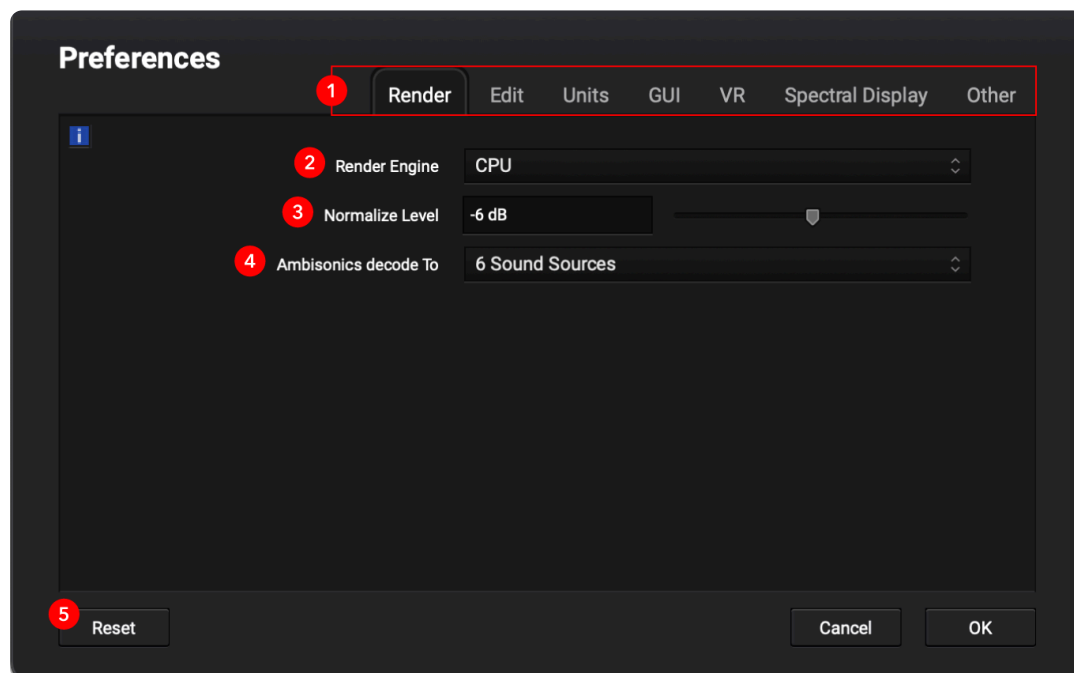 Preferences
1 Render Edit Units GUI VR Spectral Display Other
i
2 Render Engine CPU
3 Normalize Level -6 dB
4 Ambisonics decode To 6 Sound Sources
5 Reset Cancel OK